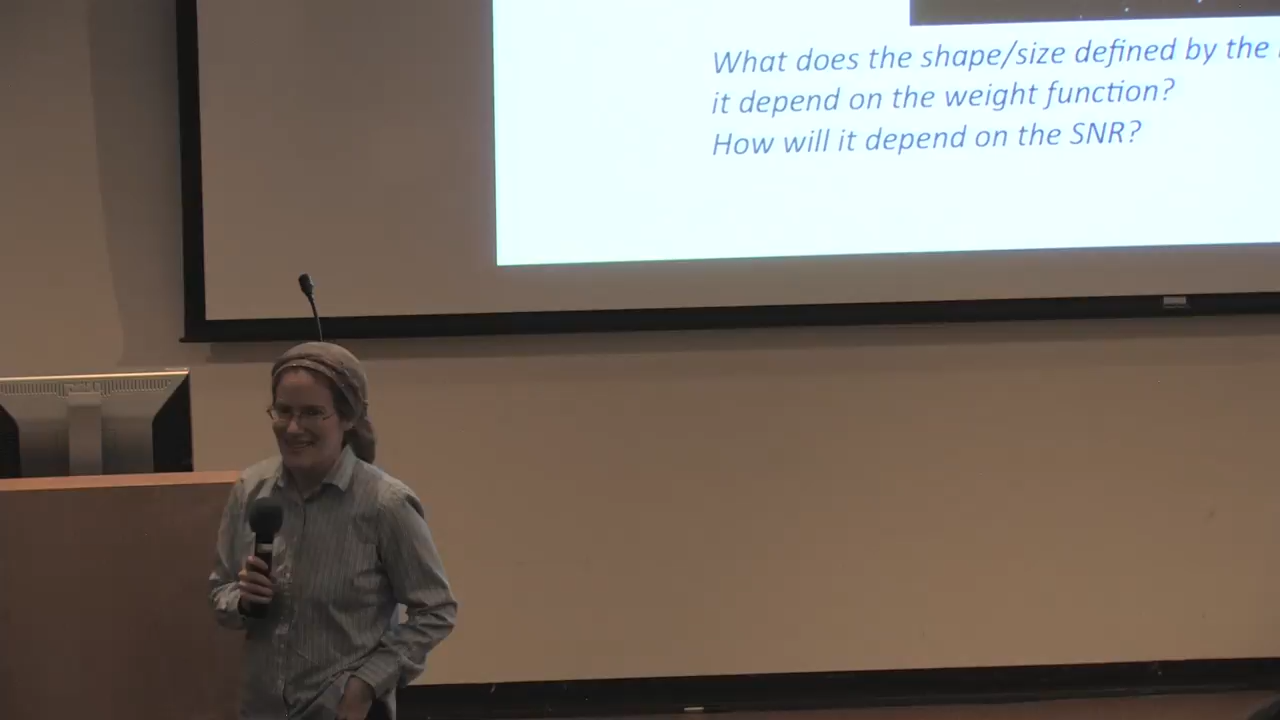 What does the shape/size defined by the
it depend on the weight function?
How will it depend on the SNR?